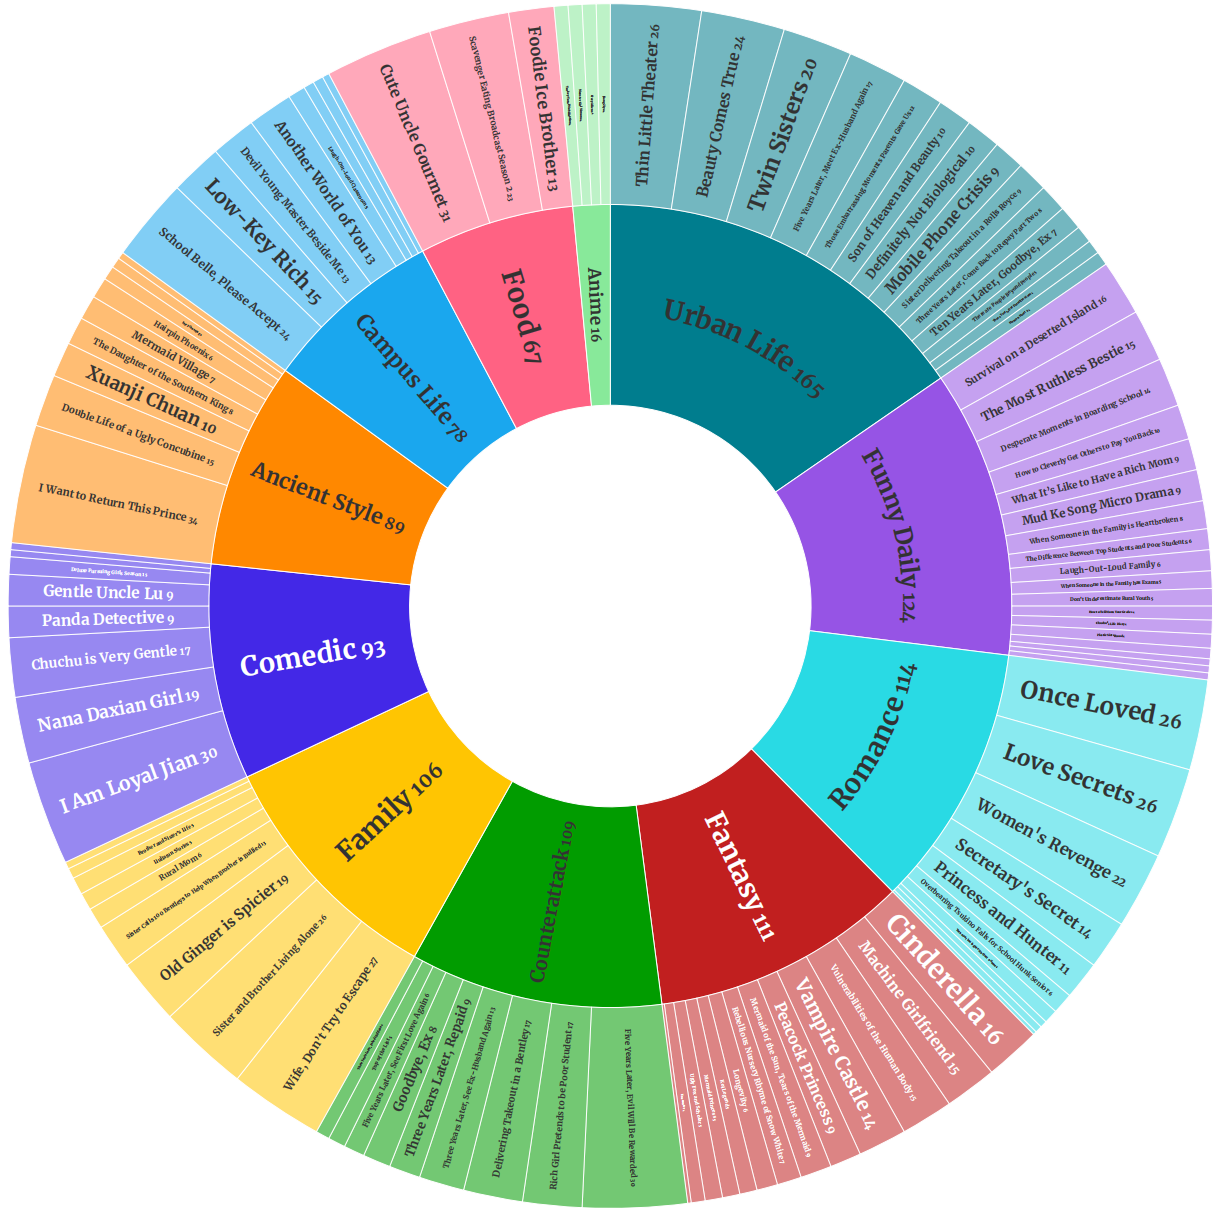 Urban Life 165
Thin Little Theater 26
Beauty Comes True 24
Twin Sisters 20
Five Years Later, Meet Ex-Husband Again 17
Those Embarrassing Moments Parents Gave Us 12
Son of Heaven and Beauty 10
Definitely Not Biological 10
Mobile Phone Crisis 9
Sister Delivering Takeout in a Rolls Royce 9
Three Years Later, Come Back to Repay Part Two 8
Ten Years Later, Goodbye, Ex 7
Funny Daily 124
Survival on a Deserted Island 16
The Most Ruthless Bestie 15
Desperate Moments in Boarding School 14
How to Cleverly Get Others to Pay You Back 10
What It's Like to Have a Rich Mom 9
Mud Ke Song Micro Drama 9
When Someone in the Family is Heartbroken 8
The Difference Between Top Students and Poor Students 6
Laugh-Out-Loud Family 6
When Someone in the Family has Exams 5
Don't Underestimate Rural Youth 5
Romance 114
Once Loved 26
Love Secrets 26
Women's Revenge 22
Secretary's Secret 14
Princess and Hunter 11
Overbearing Tsukino Falls for School Hunk Senior 6
Fantasy 111
Cinderella 16
Machine Girlfriend 15
Vulnerabilities of the Human Body 15
Vampire Castle 14
Peacock Princess 9
Mermaid of the Sun, Tears of the Mermaid 9
Rebellious Nursery Rhyme of Snow White 7
Longevity 6
Counterattack 109
Five Years Later, Evil Will Be Rewarded 30
Rich Girl Pretends to be Poor Student 17
Delivering Takeout in a Bentley 17
Three Years Later, See Ex-Husband Again 13
Three Years Later, Repaid 9
Goodbye, Ex 8
Five Years Later, See First Love Again 6
Family 106
Wife, Don't Try to Escape 27
Sister and Brother Living Alone 26
Old Ginger is Spicier 19
Sister Calls 100 Bentleys to Help When Brother is Bullied 13
Rural Mom 6
Brother and Sister's Life 3
Comedic 93
I Am Loyal Jian 30
Nana Daxian Girl 19
Chuchu is Very Gentle 17
Panda Detective 9
Gentle Uncle Lu 9
Ancient Style 89
I Want to Return This Prince 34
Double Life of a Ugly Concubine 15
Xuanji Chuan 10
The Daughter of the Southern King 8
Mermaid Village 7
Hairpin Phoenix 6
Campus Life 78
School Belle, Please Accept 24
Low-Key Rich 15
Devil Young Master Beside Me 13
Another World of You 13
Food 67
Cute Uncle Gourmet 31
Scavenger Eating Broadcast Season 2 23
Foodie Ice Brother 13
Anime 16